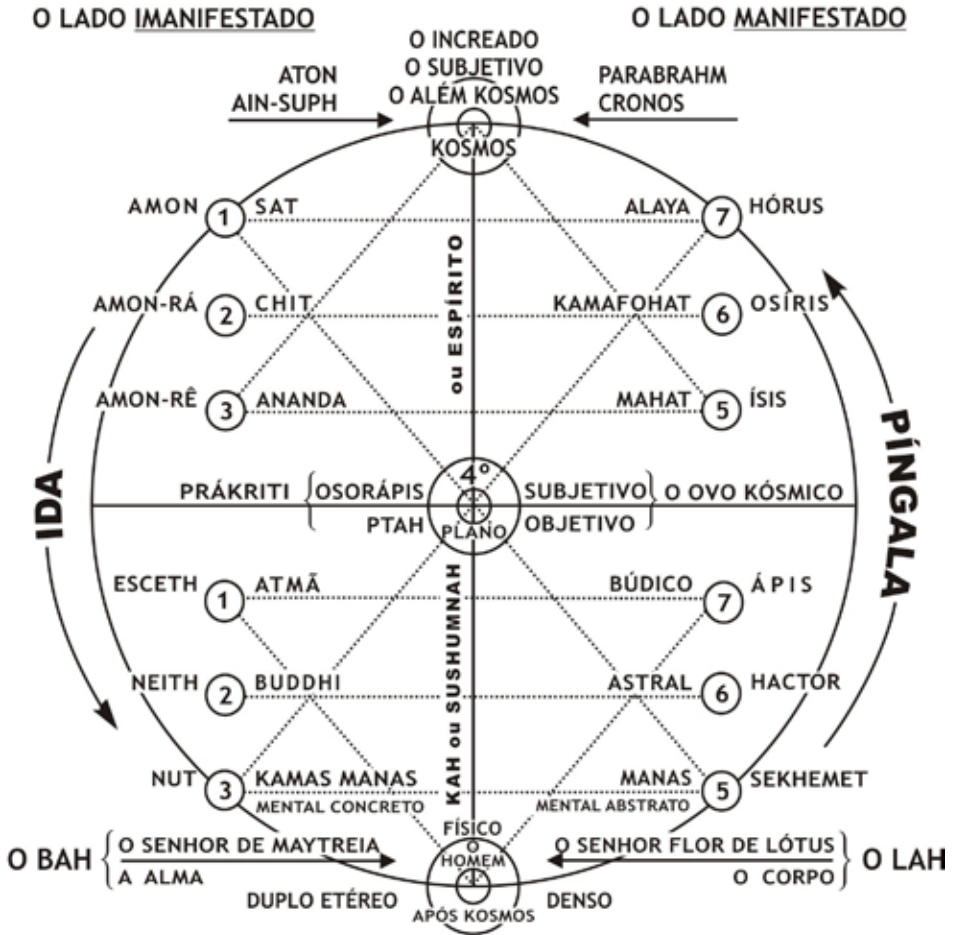 O LADO IMANIFESTADO
O LADO MANIFESTADO
O INCREADO
O SUBJETIVO
O ALÉM KOSMOS
KOSMOS
ATON
AIN-SUPH
PARABRAHM
CRONOS
AMON 1 SAT
ALAYA 7 HÓRUS
AMON-RÁ 2 CHIT
KAMAFOHAT 6 OSÍRIS
AMON-RÊ 3 ANANDA
MAHAT 5 ÍSIS
ou ESPÍRITO
IDA
PÍNGALA
PRÁKRITI
OSORÁPIS
PTAH
4º
PLANO
SUBJETIVO
OBJETIVO
O OVO KÓSMICO
ESCETH 1 ATMÃ
BÚDICO 7 ÁPIS
NEITH 2 BUDDHI
ASTRAL 6 HACTÓR
NUT 3 KAMAS MANAS
MENTAL CONCRETO
MANAS 5 SEKHEMET
MENTAL ABSTRATO
KAH ou SUSHUMNAH
O BAH
O SENHOR DE MAYTREIA
A ALMA
FÍSICO
O
HOMEM
O SENHOR FLOR DE LÓTUS
O CORPO
O LAH
DUPLO ETÉREO
DENSO
APÓS KOSMOS